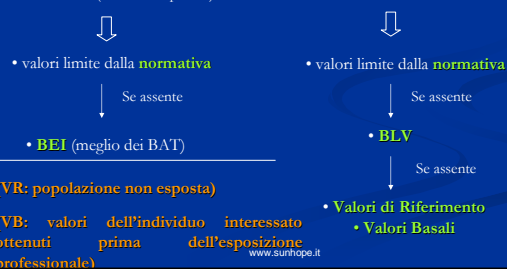 • valori limite dalla normativa
Se assente
• BEI (meglio dei BAT)
VR: popolazione non esposta)
VB: valori dell'individuo interessato
ottenuti prima dell'esposizione
professionale)
• valori limite dalla normativa
Se assente
• BLV
Se assente
• Valori di Riferimento
• Valori Basali
www.sunhope.it